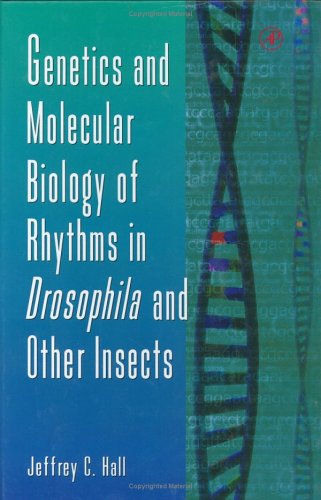 Genetics and
Molecular
Biology of
Rhythms in
Drosophila and
Other Insects
Jeffrey C. Hall